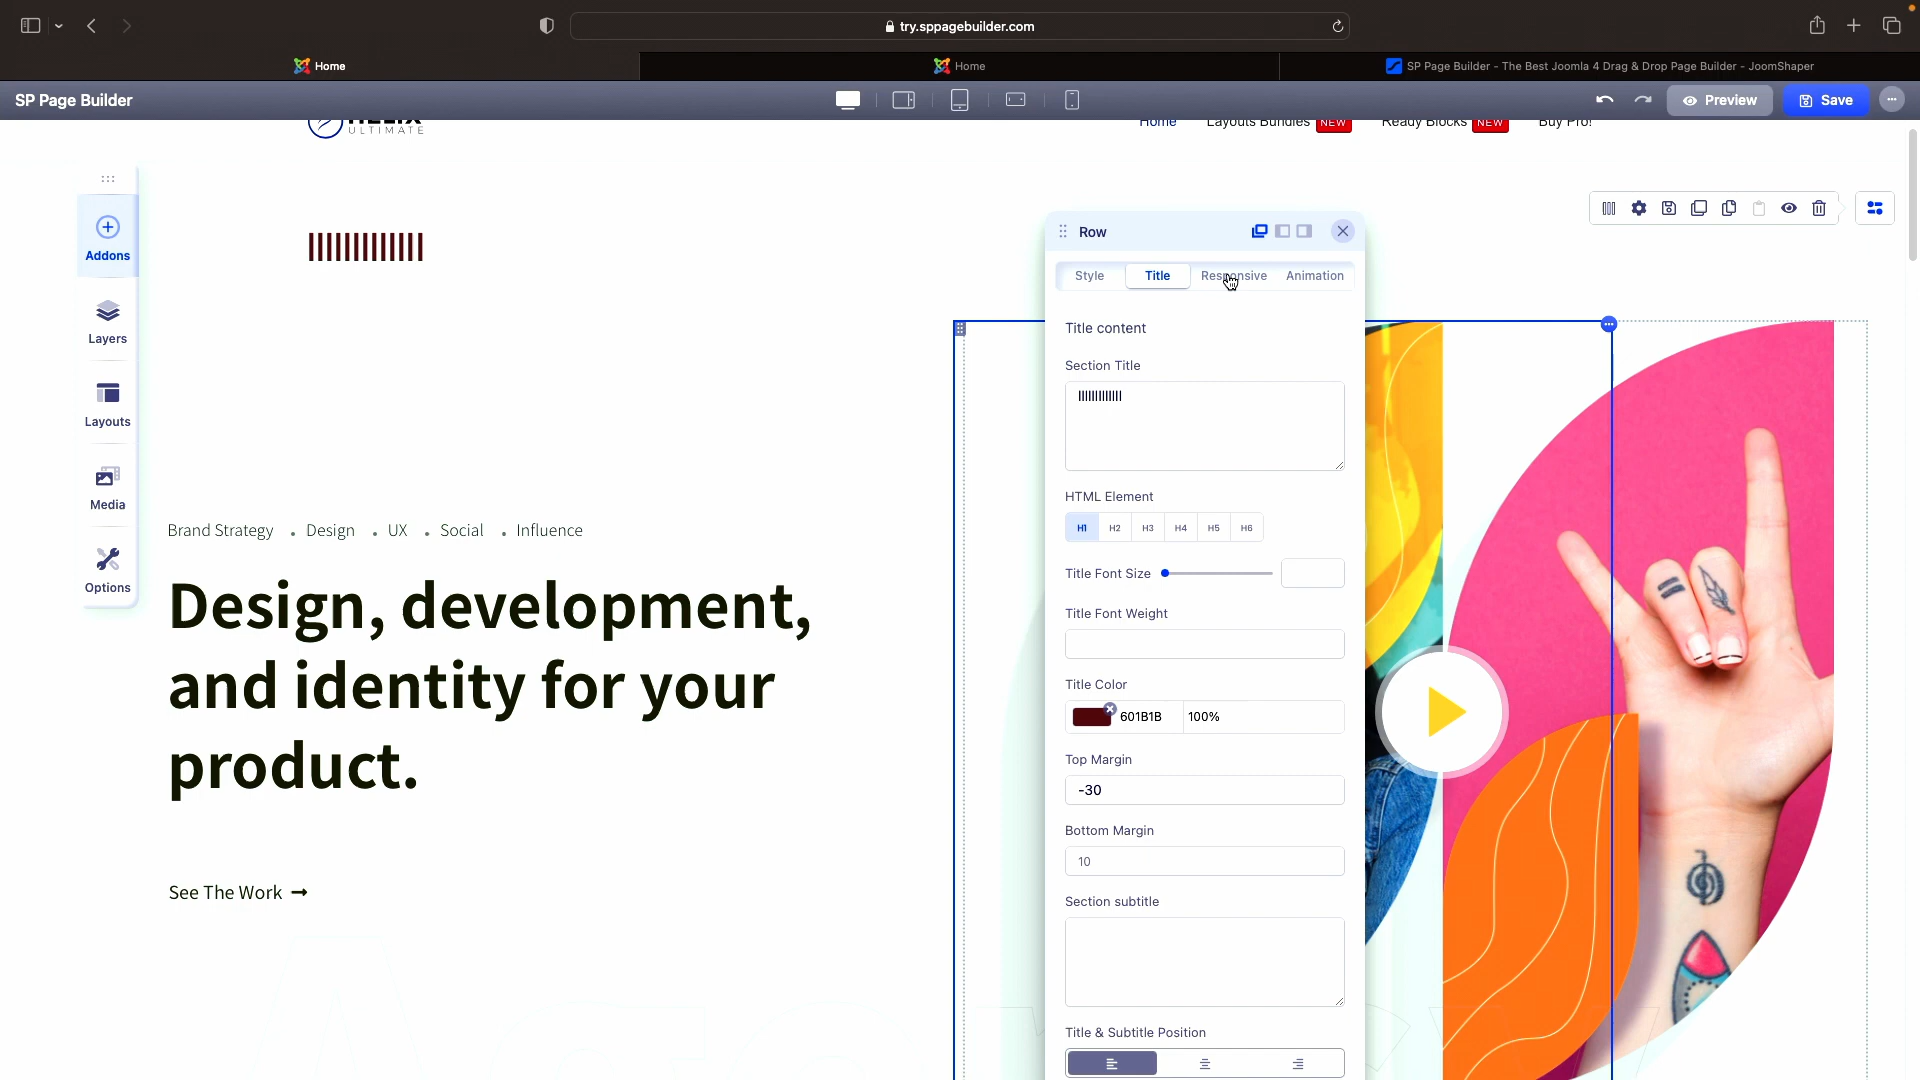 try.sppagebuilder.com
Home
Home
SP Page Builder - The Best Joomla 4 Drag & Drop Page Builder - JoomShaper
SP Page Builder
Preview
Save
HELIX
ULTIMATE
Home
Layouts Bundles NEW
Ready Blocks NEW
Buy Pro!
Addons
Layers
Layouts
Media
Options
||||||||||||||
Brand Strategy . Design . UX . Social . Influence
Design, development,
and identity for your
product.
See The Work ➞
Row
Style
Title
Responsive
Animation
Title content
Section Title
||||||||||||||
HTML Element
H1 H2 H3 H4 H5 H6
Title Font Size
Title Font Weight
Title Color
601B1B 100%
Top Margin
-30
Bottom Margin
10
Section subtitle
Title & Subtitle Position